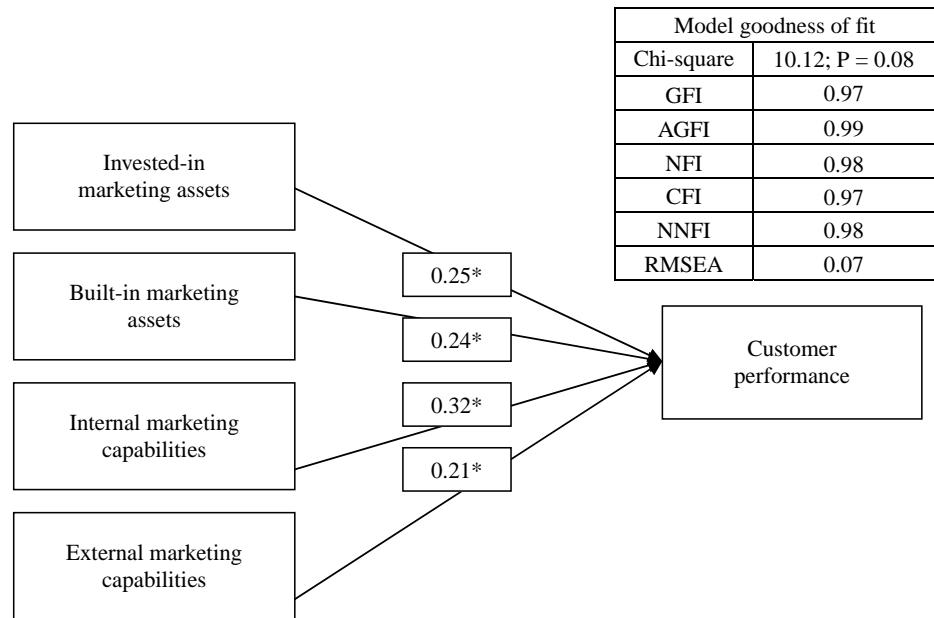 Model goodness of fit
Chi-square 10.12; P = 0.08
GFI 0.97
AGFI 0.99
NFI 0.98
CFI 0.97
NNFI 0.98
RMSEA 0.07
Invested-in
marketing assets
Built-in marketing
assets
Internal marketing
capabilities
External marketing
capabilities
0.25*
0.24*
0.32*
0.21*
Customer
performance